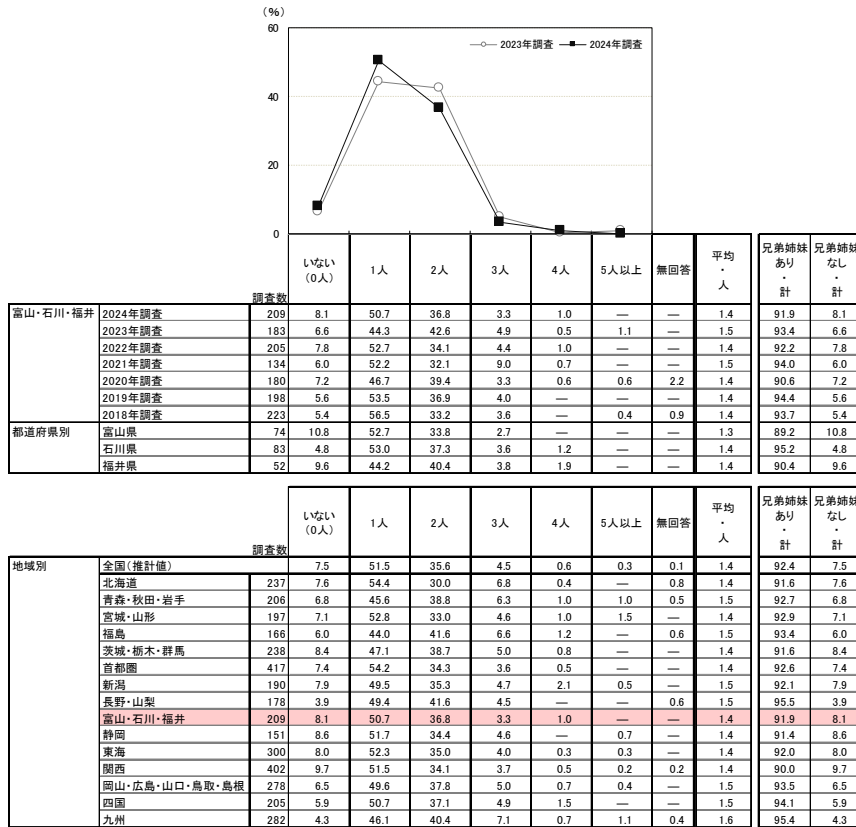 (%)
60
2023年調査 2024年調査
40
20
0
調査数 いない(0人) 1人 2人 3人 4人 5人以上 無回答 平均・人 兄弟姉妹あり・計 兄弟姉妹なし・計
富山・石川・福井 2024年調査 209 8.1 50.7 36.8 3.3 1.0 — — 1.4 91.9 8.1
2023年調査 183 6.6 44.3 42.6 4.9 0.5 1.1 — 1.5 93.4 6.6
2022年調査 205 7.8 52.7 34.1 4.4 1.0 — — 1.4 92.2 7.8
2021年調査 134 6.0 52.2 32.1 9.0 0.7 — — 1.5 94.0 6.0
2020年調査 180 7.2 46.7 39.4 3.3 0.6 0.6 2.2 1.4 90.6 7.2
2019年調査 198 5.6 53.5 36.9 4.0 — — — 1.4 94.4 5.6
2018年調査 223 5.4 56.5 33.2 3.6 — 0.4 0.9 1.4 93.7 5.4
都道府県別 富山県 74 10.8 52.7 33.8 2.7 — — — 1.3 89.2 10.8
石川県 83 4.8 53.0 37.3 3.6 1.2 — — 1.4 95.2 4.8
福井県 52 9.6 44.2 40.4 3.8 1.9 — — 1.4 90.4 9.6
調査数 いない(0人) 1人 2人 3人 4人 5人以上 無回答 平均・人 兄弟姉妹あり・計 兄弟姉妹なし・計
地域別 全国(推計値) 7.5 51.5 35.6 4.5 0.6 0.3 0.1 1.4 92.4 7.5
北海道 237 7.6 54.4 30.0 6.8 0.4 — 0.8 1.4 91.6 7.6
青森・秋田・岩手 206 6.8 45.6 38.8 6.3 1.0 1.0 0.5 1.5 92.7 6.8
宮城・山形 197 7.1 52.8 33.0 4.6 1.0 1.5 — 1.5 92.9 7.1
福島 166 6.0 44.0 41.6 6.6 1.2 — 0.6 1.5 93.4 6.0
茨城・栃木・群馬 238 8.4 47.1 38.7 5.0 0.8 — — 1.4 91.6 8.4
首都圏 417 7.4 54.2 34.3 3.6 0.5 — — 1.4 92.6 7.4
新潟 190 7.9 49.5 35.3 4.7 2.1 0.5 — 1.5 92.1 7.9
長野・山梨 178 3.9 49.4 41.6 4.5 — — 0.6 1.5 95.5 3.9
富山・石川・福井 209 8.1 50.7 36.8 3.3 1.0 — — 1.4 91.9 8.1
静岡 151 8.6 51.7 34.4 4.6 — 0.7 — 1.4 91.4 8.6
東海 300 8.0 52.3 35.0 4.0 0.3 0.3 — 1.4 92.0 8.0
関西 402 9.7 51.5 34.1 3.7 0.5 0.2 0.2 1.4 90.0 9.7
岡山・広島・山口・鳥取・島根 278 6.5 49.6 37.8 5.0 0.7 0.4 — 1.5 93.5 6.5
四国 205 5.9 50.7 37.1 4.9 1.5 — — 1.5 94.1 5.9
九州 282 4.3 46.1 40.4 7.1 0.7 1.1 0.4 1.6 95.4 4.3